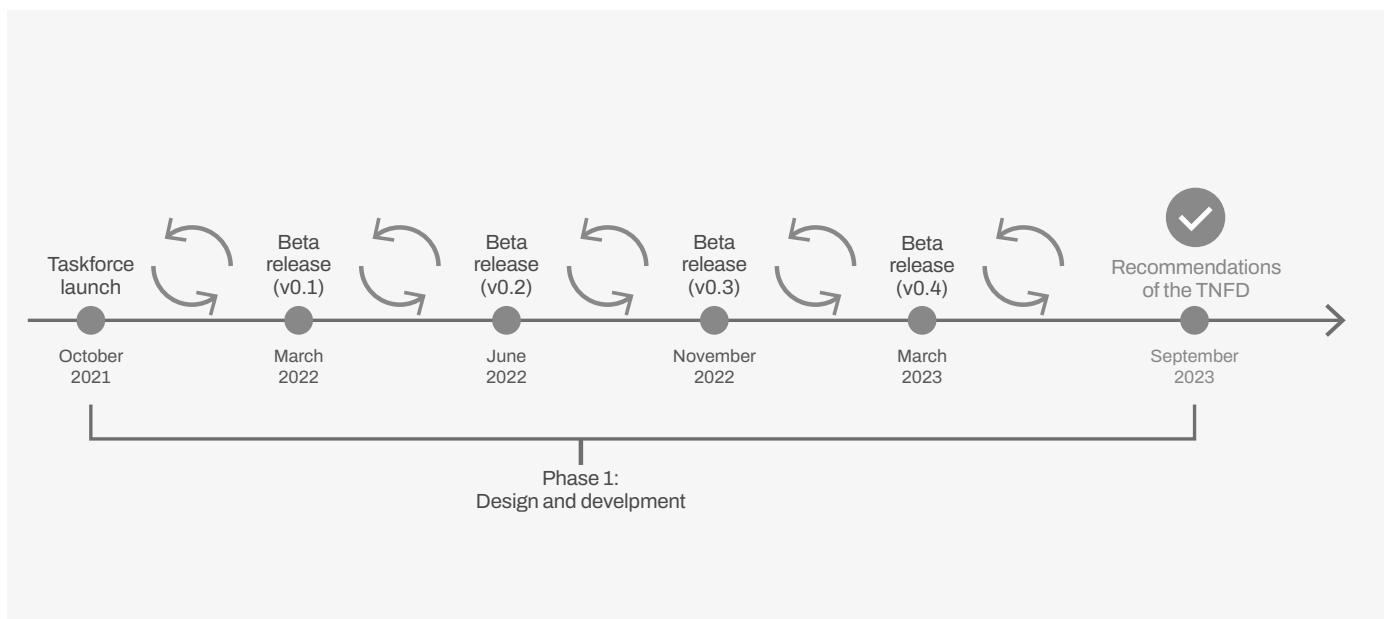 Taskforce
launch
Beta
release
(v0.1)
Beta
release
(v0.2)
Beta
release
(v0.3)
Beta
release
(v0.4)
Recommendations
of the TNFD
October
2021
March
2022
June
2022
November
2022
March
2023
September
2023
Phase 1:
Design and develpment